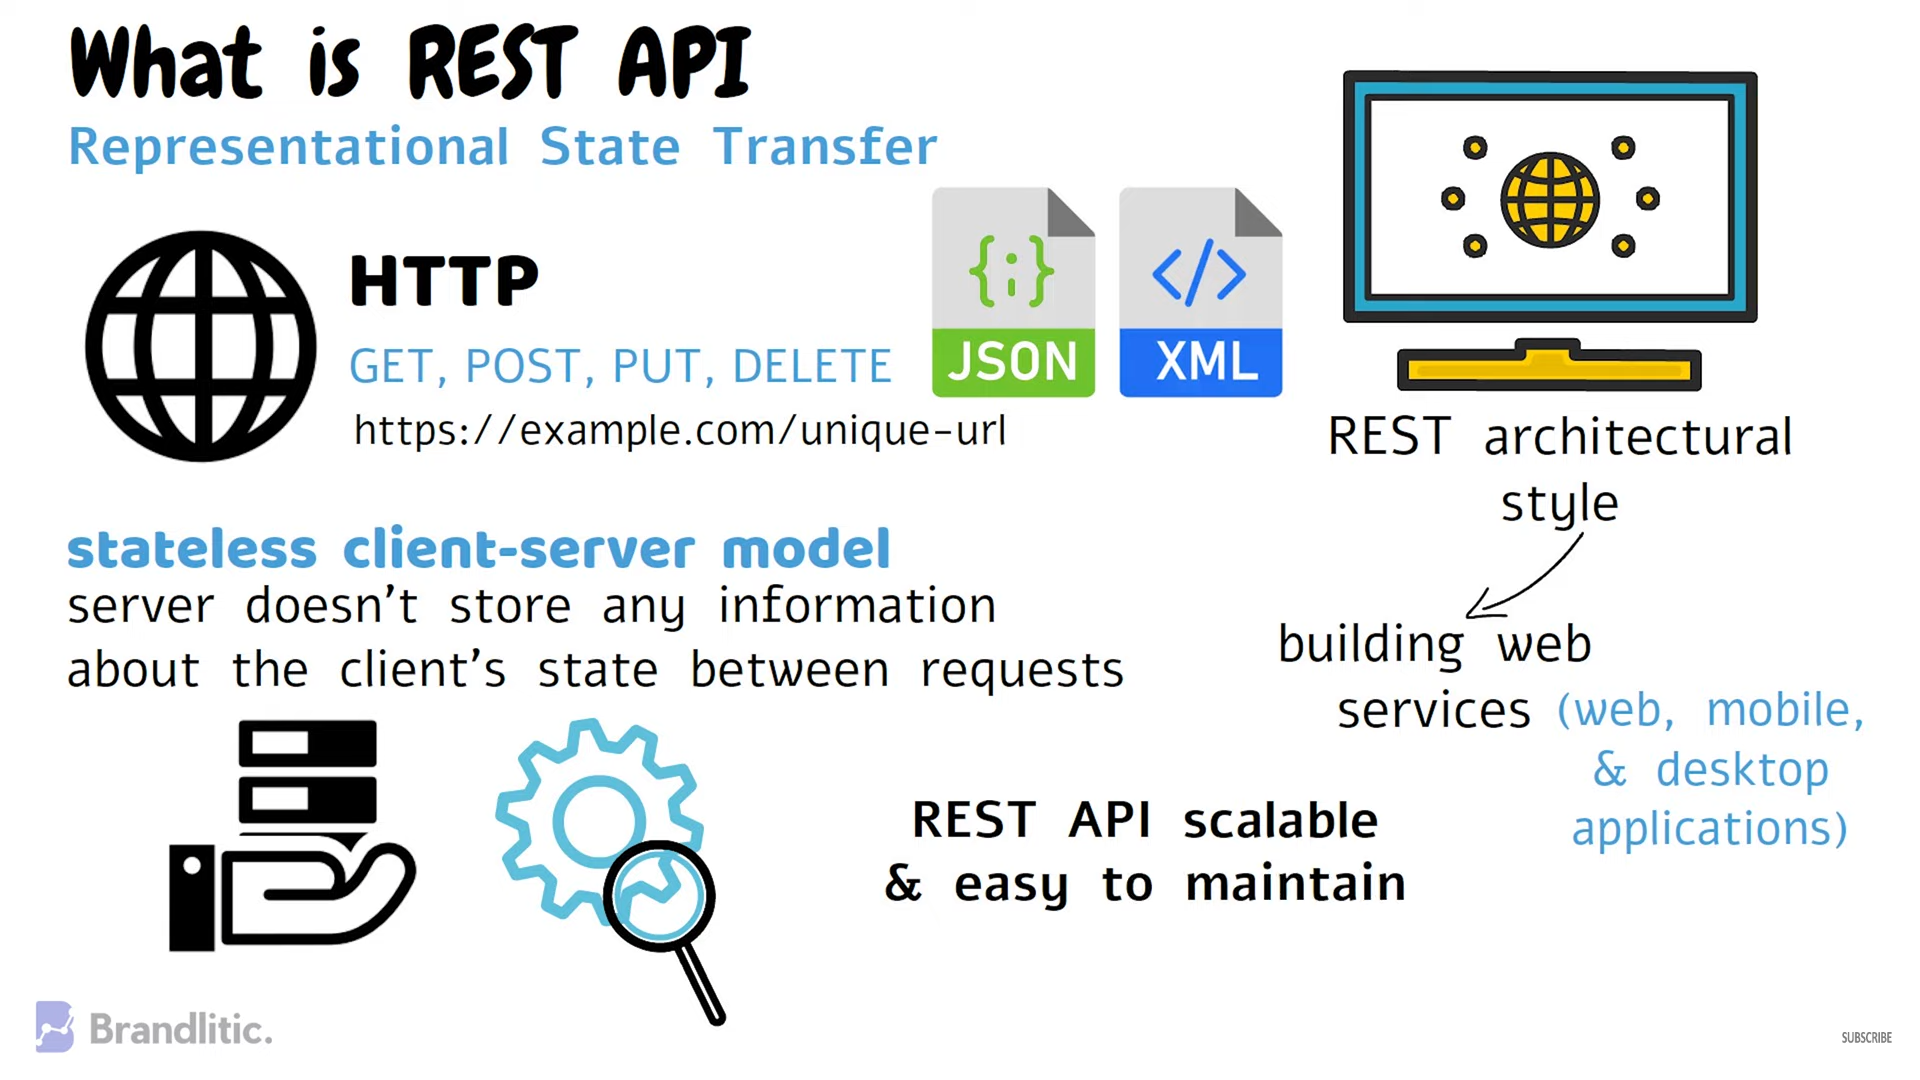 What is REST API
Representational State Transfer
HTTP
GET, POST, PUT, DELETE
https://example.com/unique-url
JSON
XML
REST architectural
style
building web
services (web, mobile,
& desktop
applications)
stateless client-server model
server doesn’t store any information
about the client’s state between requests
REST API scalable
& easy to maintain
Brandlitic.
SUBSCRIBE